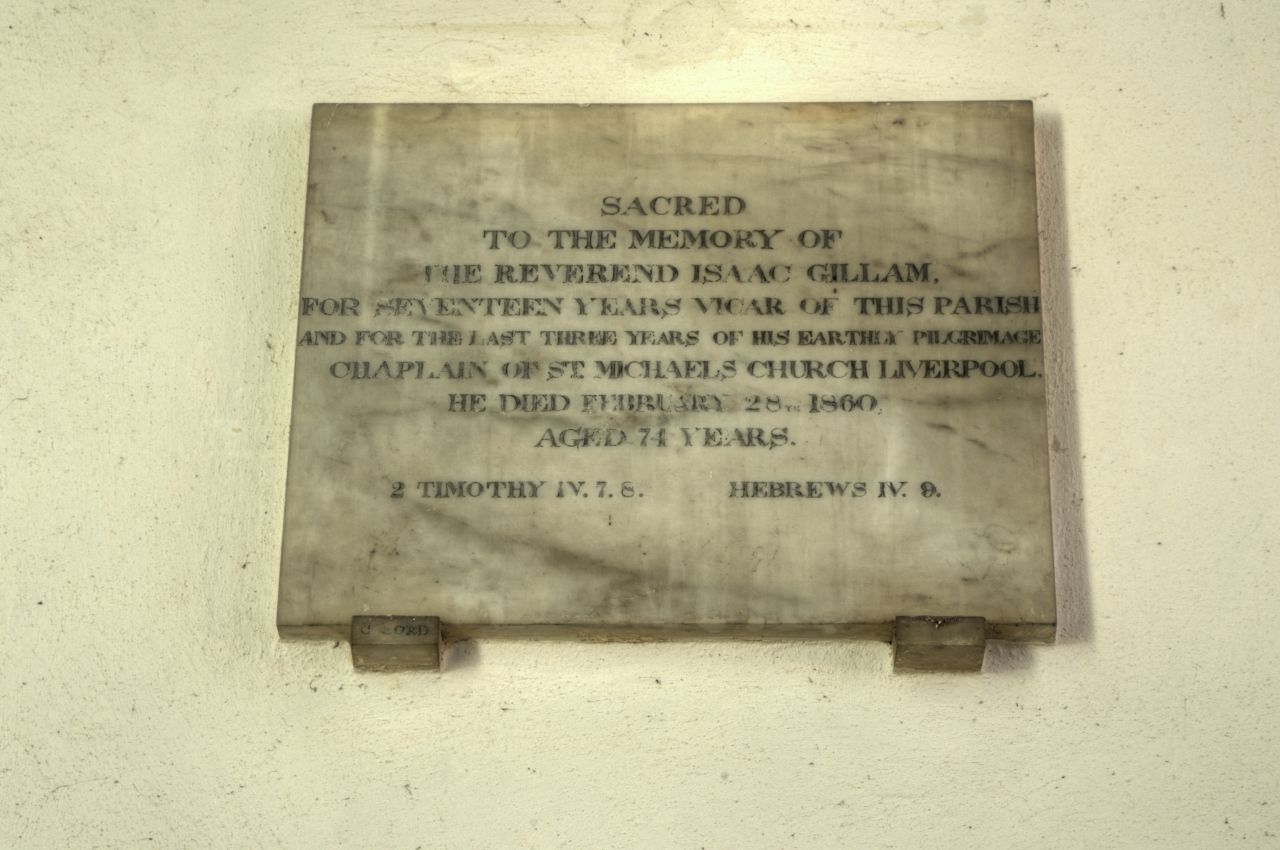 SACRED
TO THE MEMORY OF
THE REVEREND ISAAC GILLAM,
FOR SEVENTEEN YEARS VICAR OF THIS PARISH
AND FOR THE LAST THREE YEARS OF HIS EARTHLY PILGRIMAGE
CHAPLAIN OF ST. MICHAELS CHURCH LIVERPOOL.
HE DIED FEBRUARY 28TH 1860,
AGED 74 YEARS.
2 TIMOTHY IV. 7. 8. HEBREWS IV. 9.